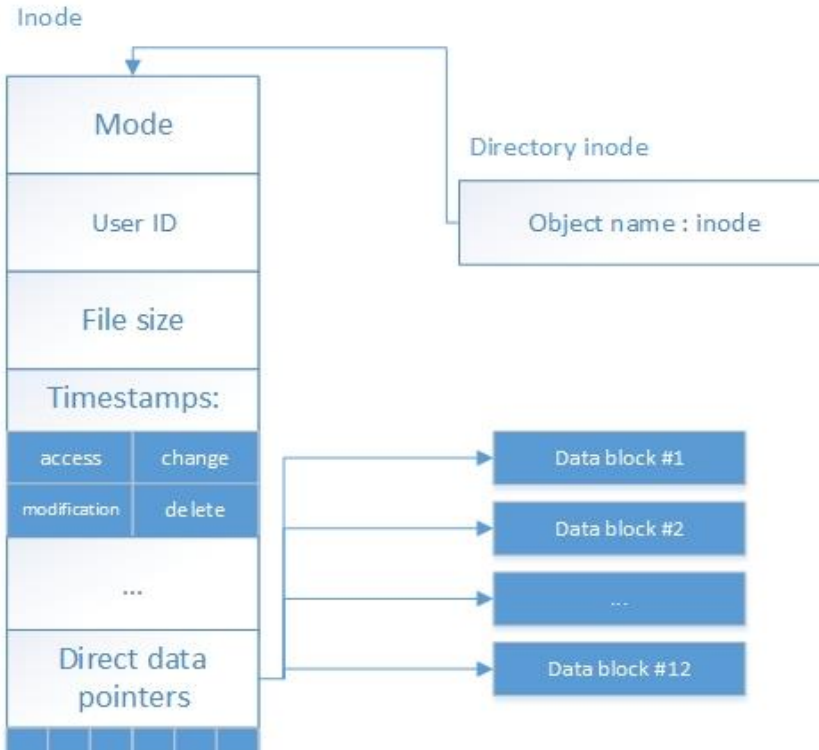 Inode
Mode
Directory inode
User ID
Object name : inode
File size
Timestamps:
access
change
modification
delete
...
Direct data
pointers
Data block #1
Data block #2
...
Data block #12